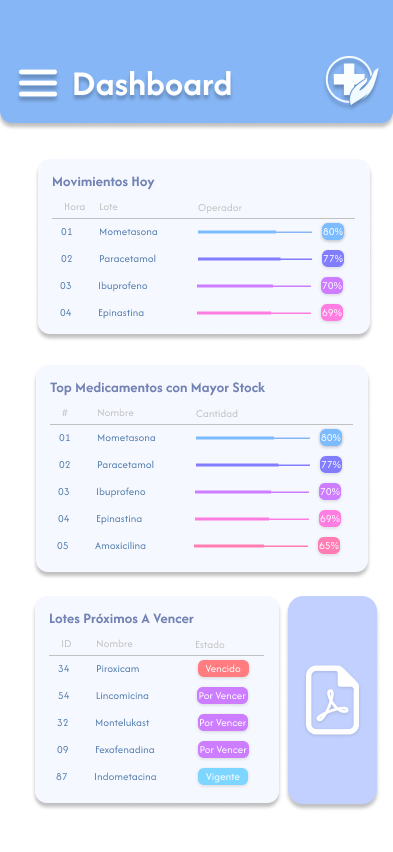 Dashboard
Movimientos Hoy
Hora Lote Operador
01 Mometasona 80%
02 Paracetamol 77%
03 Ibuprofeno 70%
04 Epinastina 69%
Top Medicamentos con Mayor Stock
# Nombre Cantidad
01 Mometasona 80%
02 Paracetamol 77%
03 Ibuprofeno 70%
04 Epinastina 69%
05 Amoxicilina 65%
Lotes Próximos A Vencer
ID Nombre Estado
34 Piroxicam Vencido
54 Lincomicina Por Vencer
32 Montelukast Por Vencer
09 Fexofenadina Por Vencer
87 Indometacina Vigente